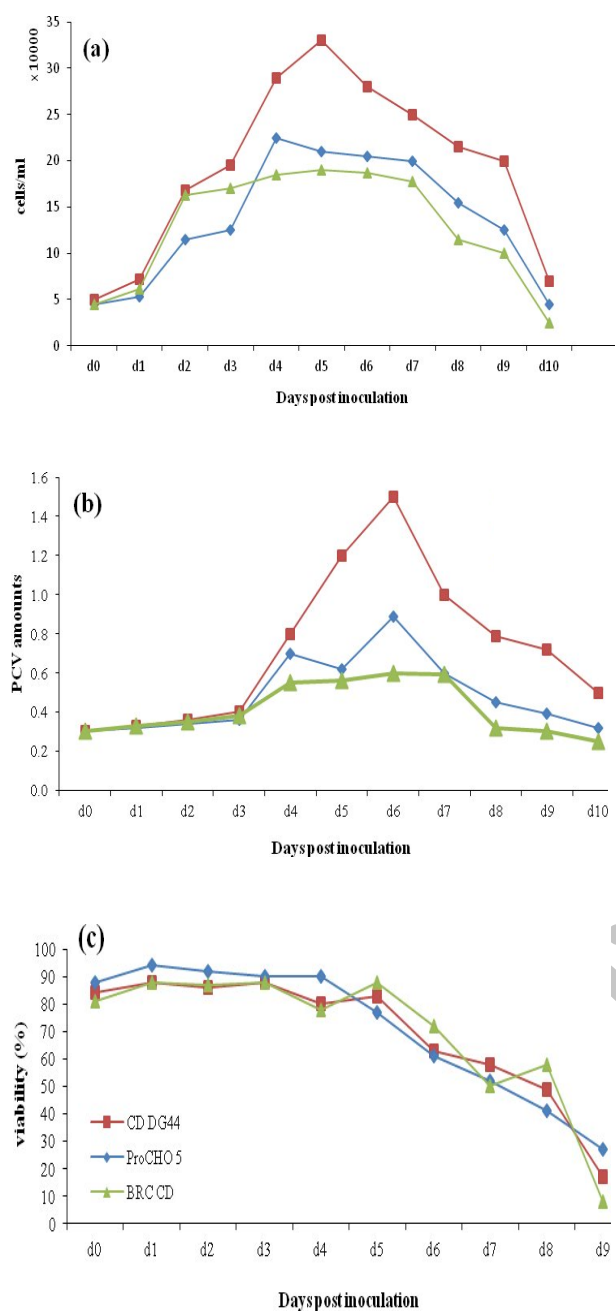 (a)
× 10000
35
30
25
20
15
10
5
0
cells/ml
d0 d1 d2 d3 d4 d5 d6 d7 d8 d9 d10
Days post inoculation
(b)
1.6
1.4
1.2
1.0
0.8
0.6
0.4
0.2
0.0
PCV amounts
d0 d1 d2 d3 d4 d5 d6 d7 d8 d9 d10
Days post inoculation
(c)
100
90
80
70
60
50
40
30
20
10
0
viability (%)
CD DG44
ProCHO 5
BRC CD
d0 d1 d2 d3 d4 d5 d6 d7 d8 d9
Days post inoculation